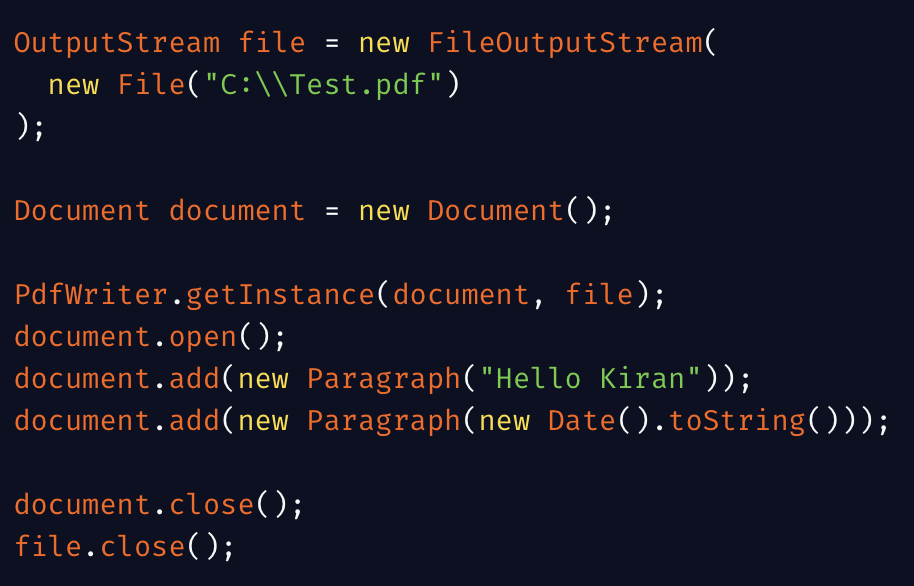 OutputStream file = new FileOutputStream(
  new File("C:\\Test.pdf")
);

Document document = new Document();

PdfWriter.getInstance(document, file);
document.open();
document.add(new Paragraph("Hello Kiran"));
document.add(new Paragraph(new Date().toString()));

document.close();
file.close();